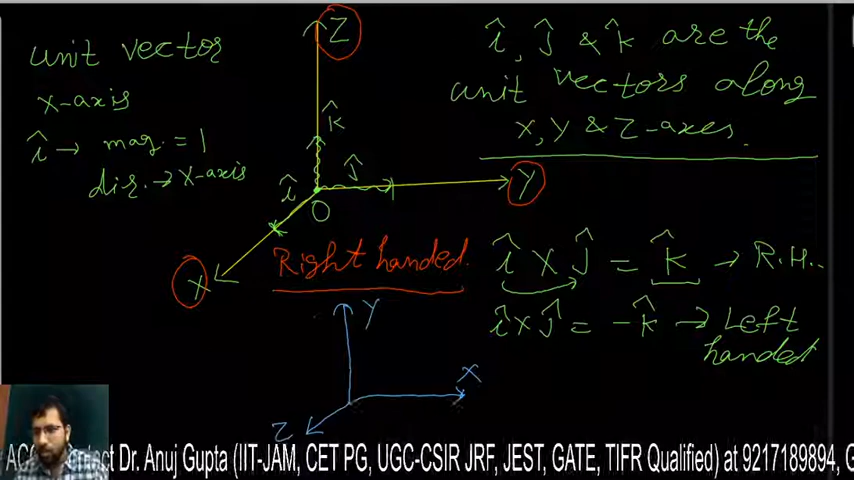 unit vector
x-axis
î → mag. = 1
dir. → x-axis
Z
k̂
ĵ
î
O
Y
X
Right handed.
î, ĵ & k̂ are the
unit vectors along
x, y & z-axes.
î × ĵ = k̂ → R.H..
î × ĵ = -k̂ → Left
handed
Y
X
Z
Dr. Anuj Gupta (IIT-JAM, CET PG, UGC-CSIR JRF, JEST, GATE, TIFR Qualified) at 9217189894, G